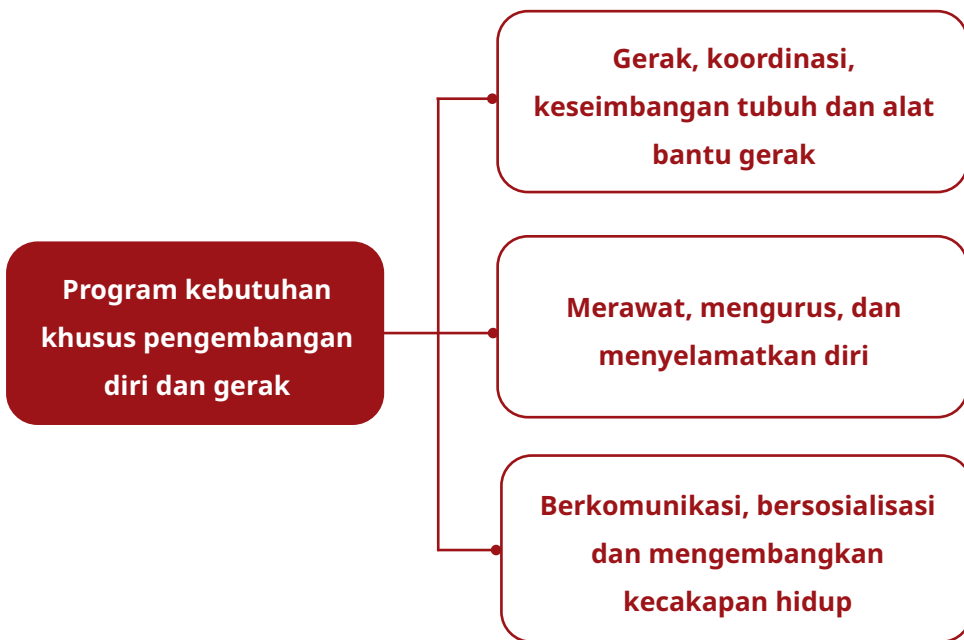 Program kebutuhan
khusus pengembangan
diri dan gerak
Gerak, koordinasi,
keseimbangan tubuh dan alat
bantu gerak
Merawat, mengurus, dan
menyelamatkan diri
Berkomunikasi, bersosialisasi
dan mengembangkan
kecakapan hidup